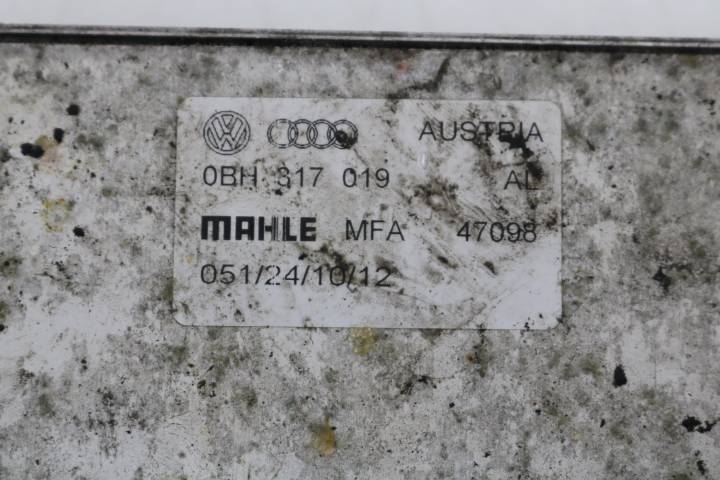 AUSTRIA
0BH 317 019 AL
MAHLE MFA 47098
051/24/10/12